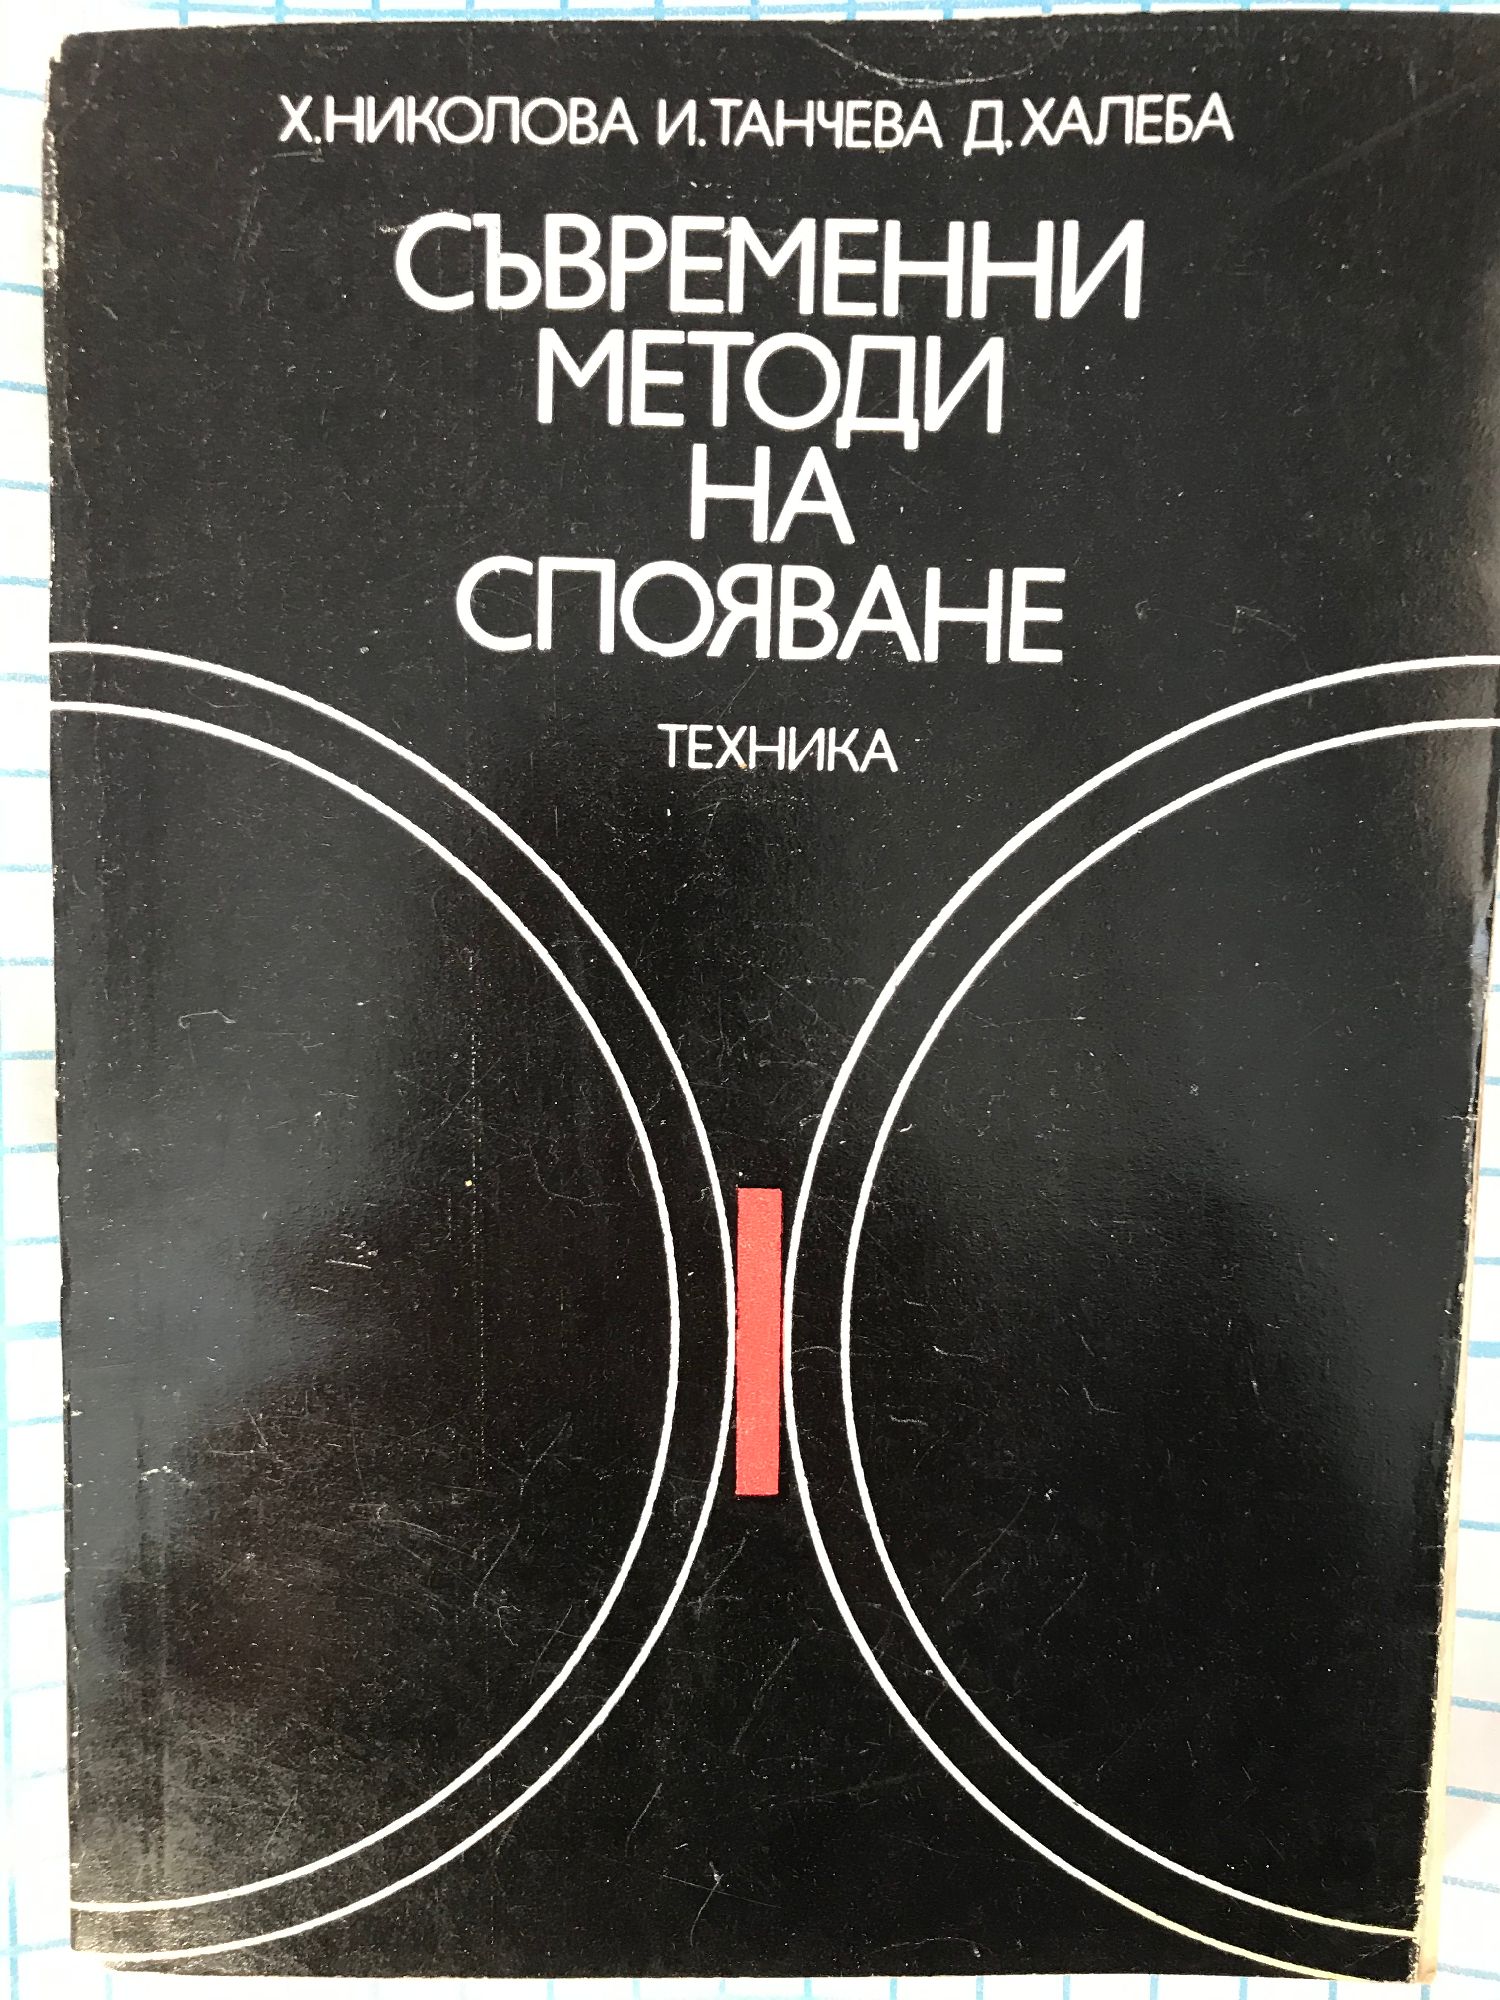 Х.НИКОЛОВА И.ТАНЧЕВА Д.ХАЛЕБА
СЪВРЕМЕННИ
МЕТОДИ
НА
СПОЯВАНЕ
ТЕХНИКА